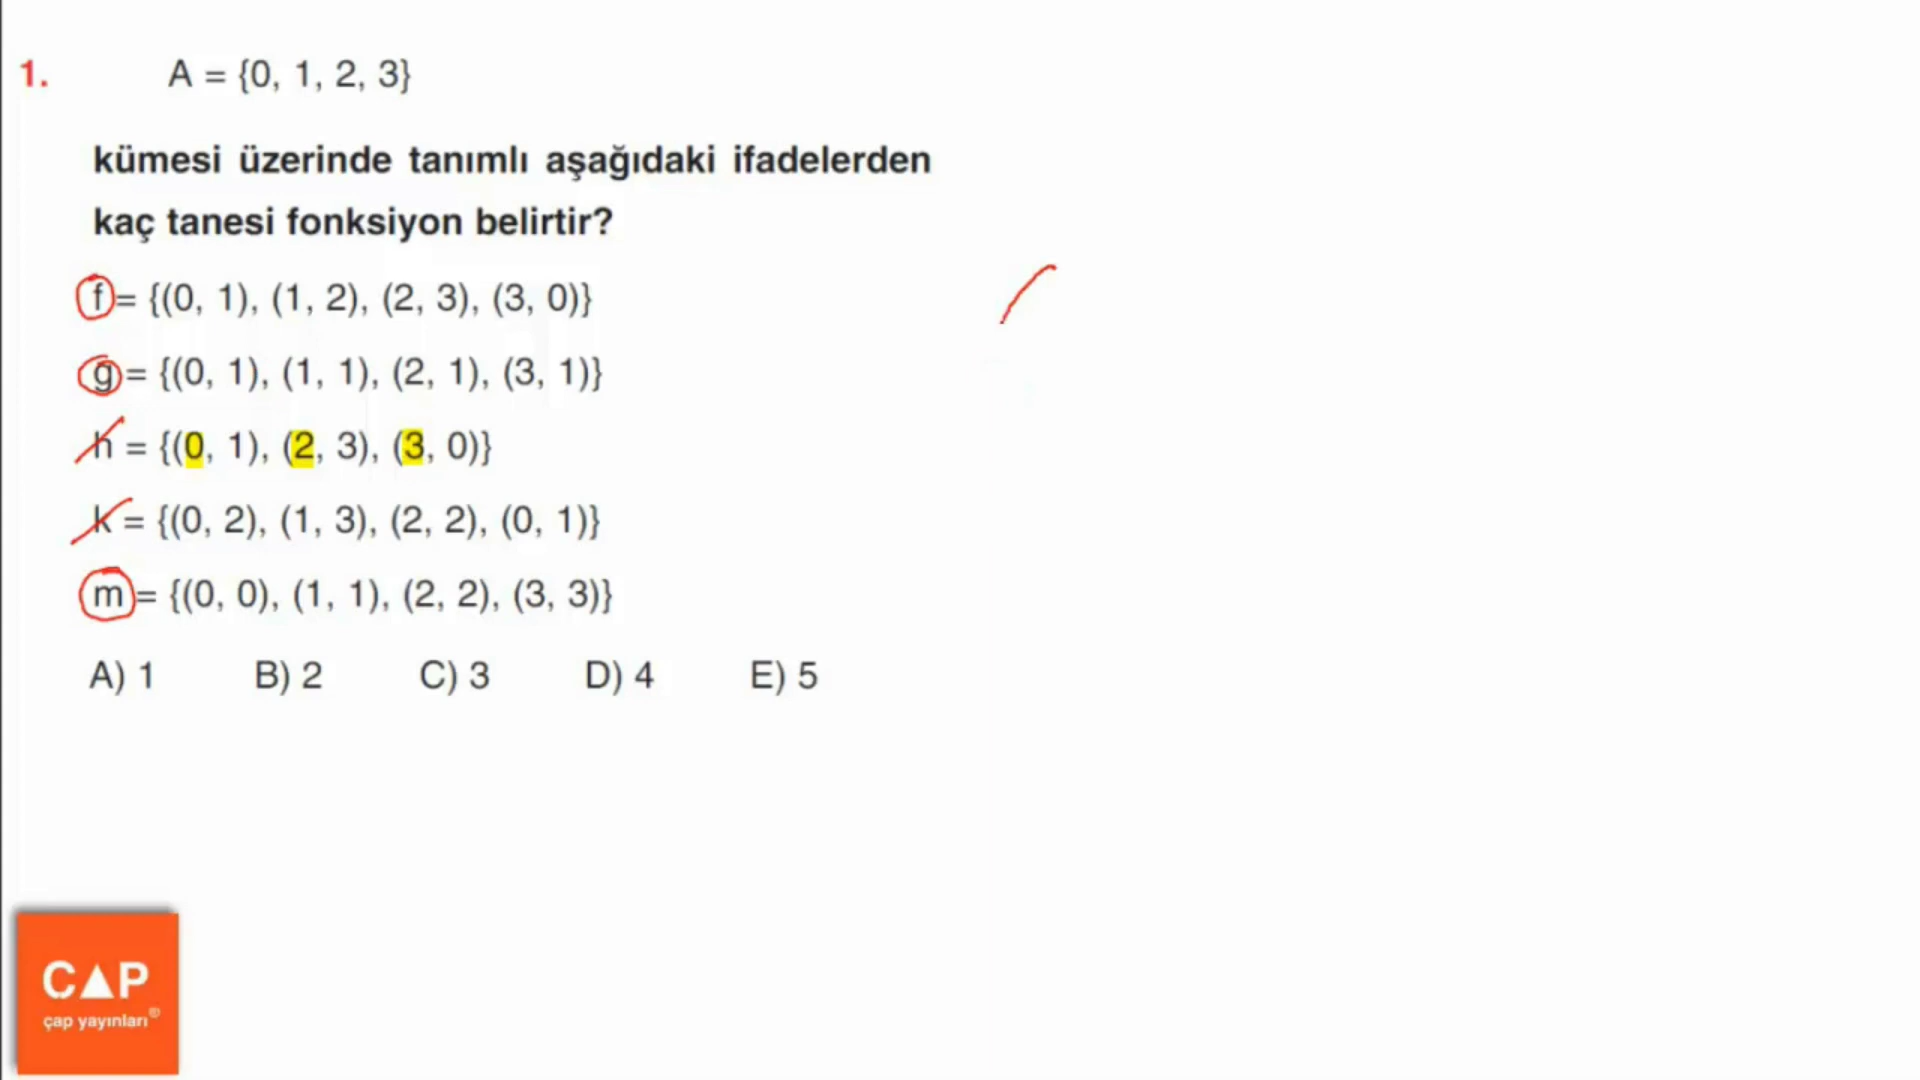 1. A = {0, 1, 2, 3}
kümesi üzerinde tanımlı aşağıdaki ifadelerden
kaç tanesi fonksiyon belirtir?
f = {(0, 1), (1, 2), (2, 3), (3, 0)}
g = {(0, 1), (1, 1), (2, 1), (3, 1)}
h = {(0, 1), (2, 3), (3, 0)}
k = {(0, 2), (1, 3), (2, 2), (0, 1)}
m = {(0, 0), (1, 1), (2, 2), (3, 3)}
A) 1 B) 2 C) 3 D) 4 E) 5
CAP
çap yayınları®